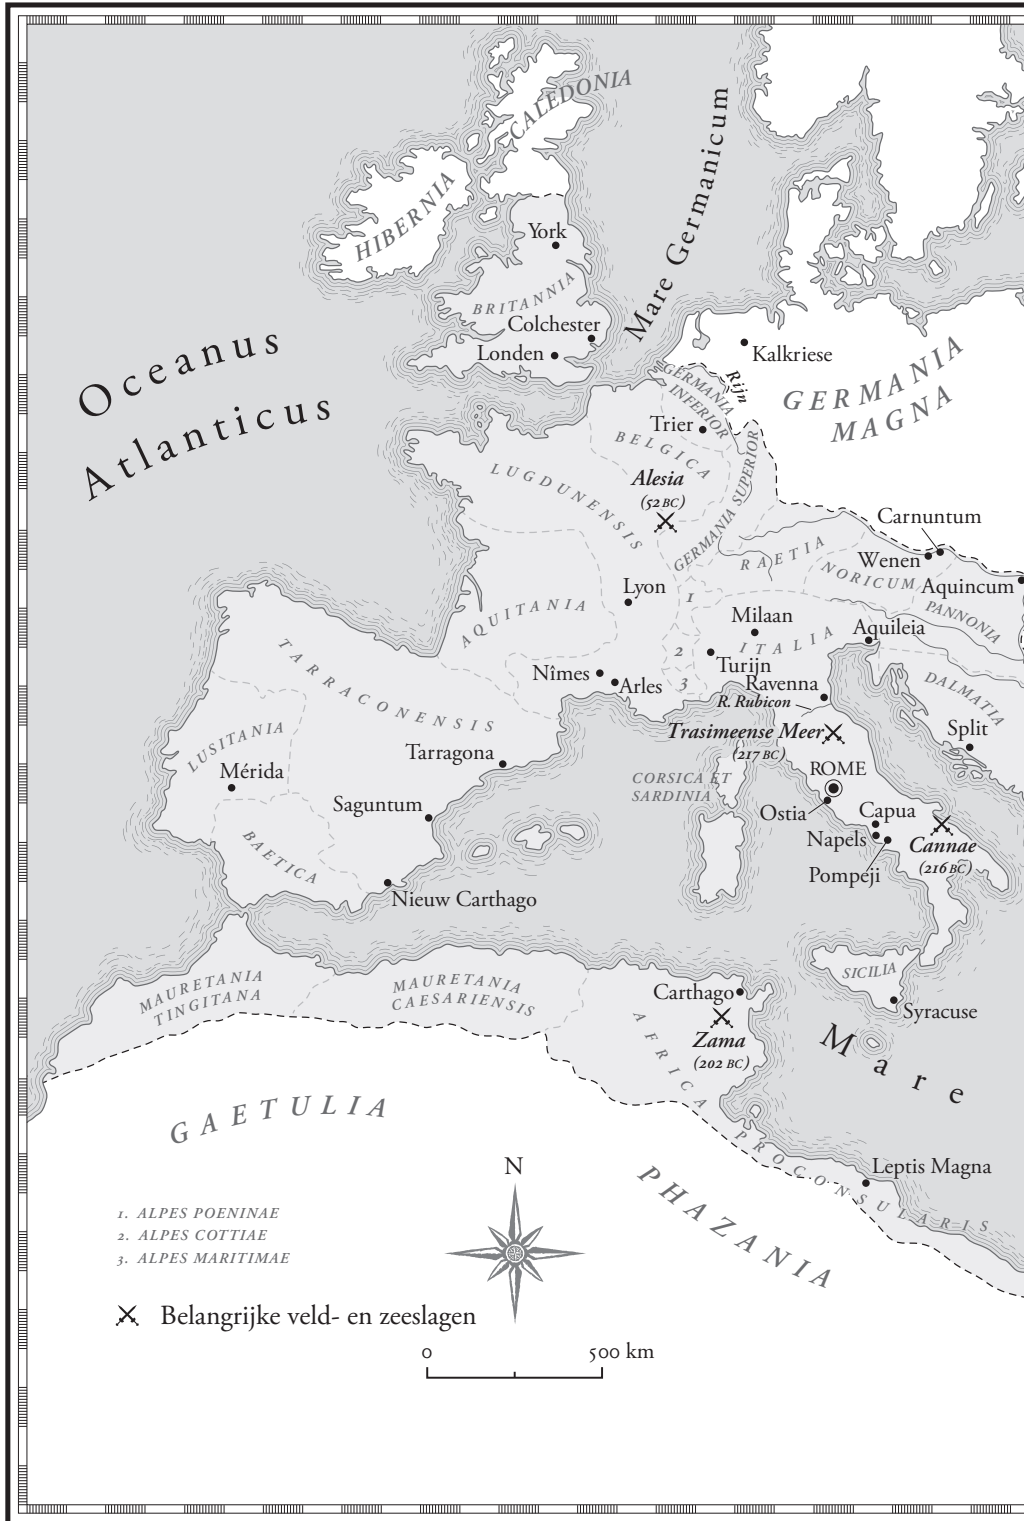 CALEDONIA
HIBERNIA
York
BRITANNIA
Colchester
Londen
Mare Germanicum
Kalkriese
GERMANIA
MAGNA
Rijn
GERMANIA
INFERIOR
Oceanus
Atlanticus
Trier
BELGICA
LUGDUNENSIS
Alesia
(52 BC)
GERMANIA SUPERIOR
Carnuntum
Wenen
RAETIA
NORICUM
Aquincum
PANNONIA
Lyon
1
AQUITANIA
Milaan
ITALIA
Aquileia
2
Turijn
Nîmes
Arles
3
Ravenna
R. Rubicon
DALMATIA
TARRACONENSIS
Trasimeense Meer
(217 BC)
Split
LUSITANIA
Tarragona
Mérida
CORSICA ET
SARDINIA
ROME
Saguntum
Ostia
Capua
Napels
Cannae
(216 BC)
Pompeji
BAETICA
Nieuw Carthago
MAURETANIA
TINGITANA
MAURETANIA
CAESARIENSIS
SICILIA
Carthago
Syracuse
Zama
(202 BC)
Mare
AFRICA
PROCONSULARIS
GAETULIA
Leptis Magna
PHAZANIA
N
1. ALPES POENINAE
2. ALPES COTTIAE
3. ALPES MARITIMAE
Belangrijke veld- en zeeslagen
0 500 km